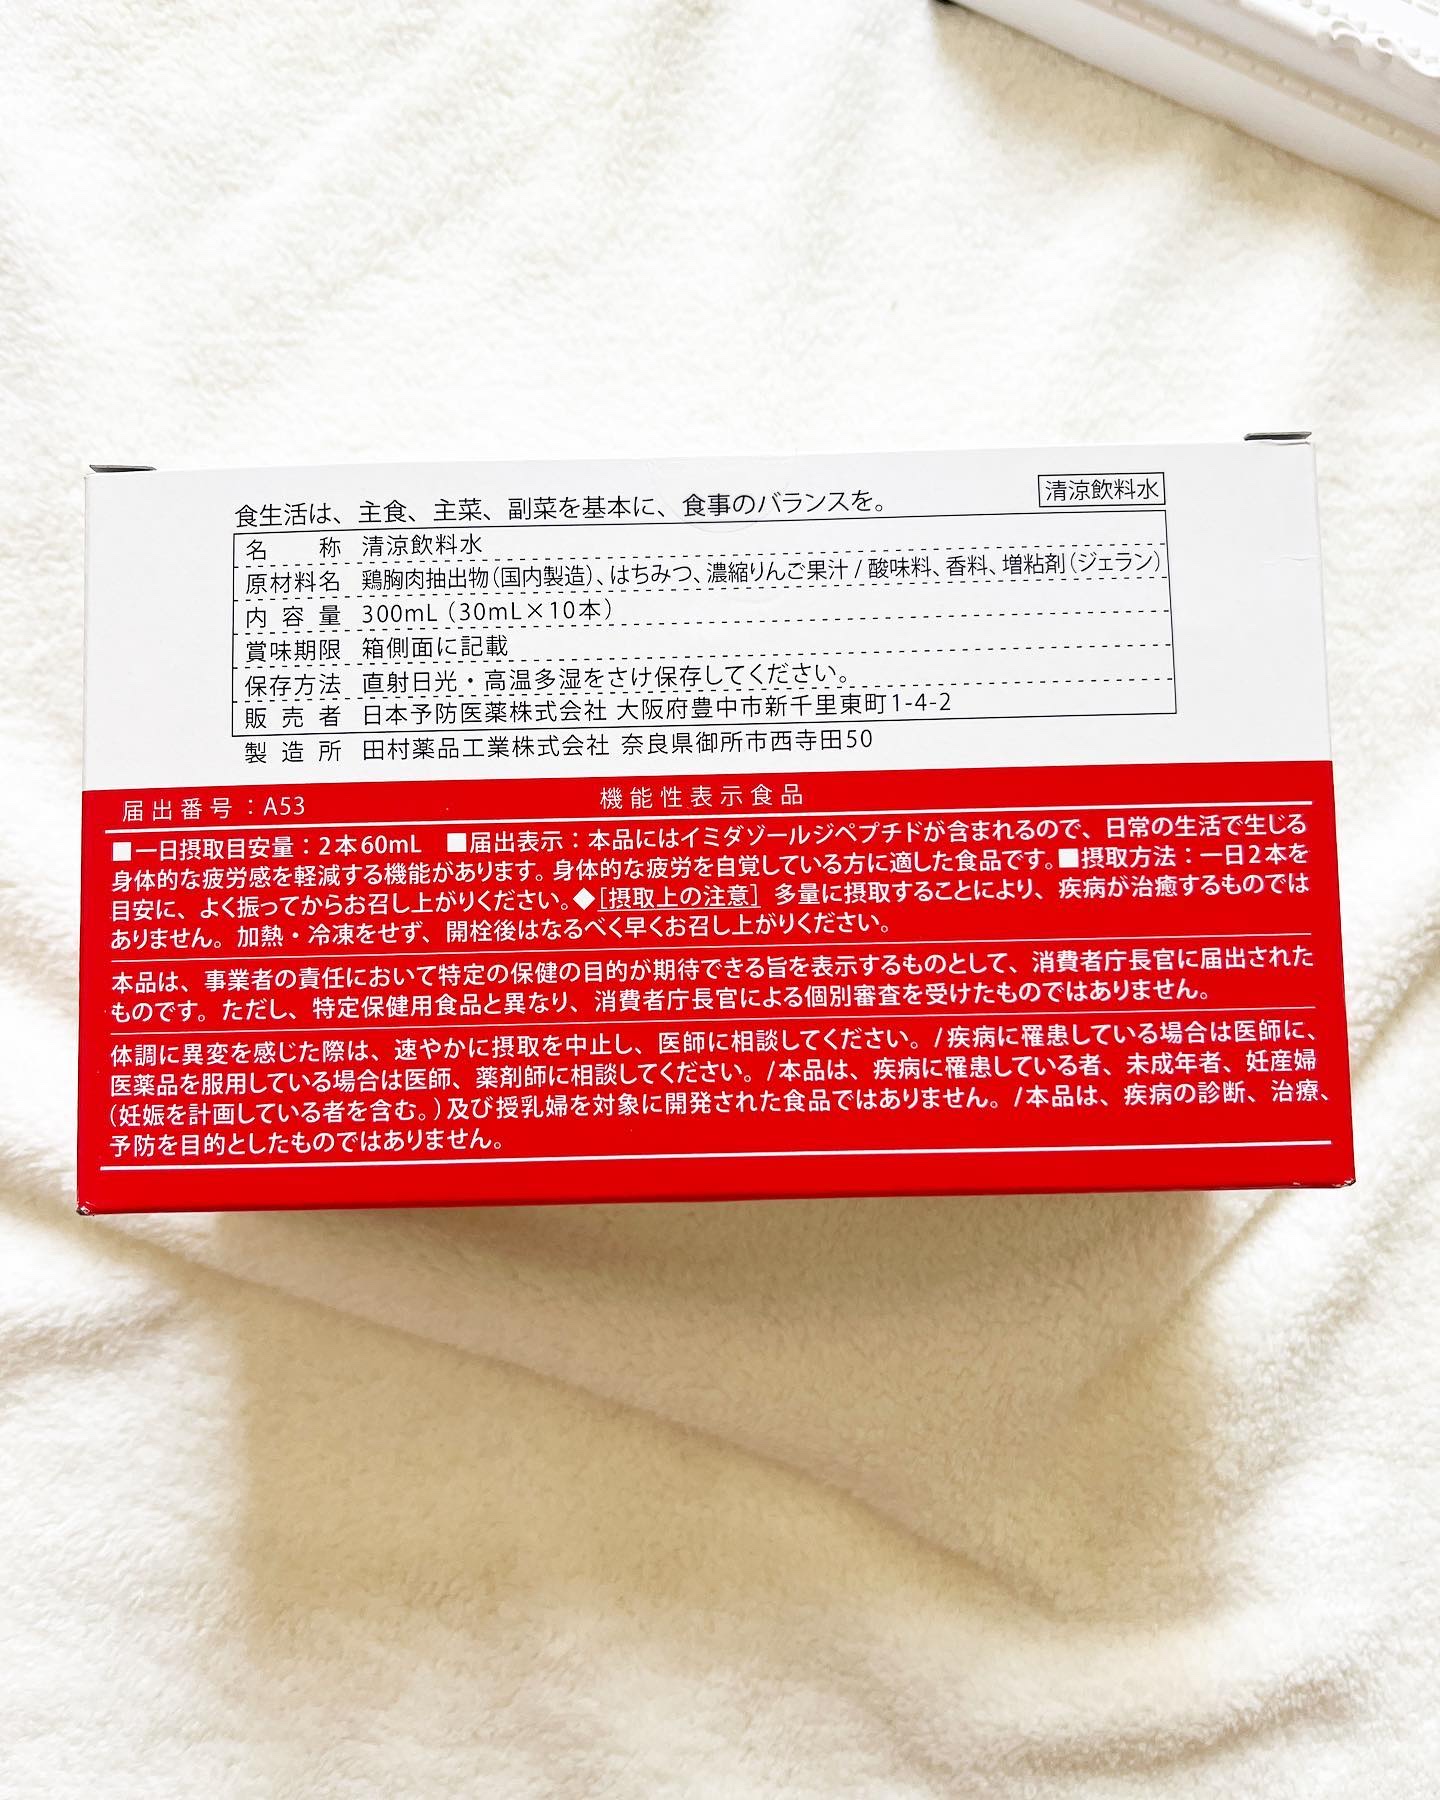 食生活は、主食、主菜、副菜を基本に、食事のバランスを。
清涼飲料水
名称 清涼飲料水
原材料名 鶏胸肉抽出物（国内製造）、はちみつ、濃縮りんご果汁 / 酸味料、香料、増粘剤（ジェラン）
内容量 300mL（30mL×10本）
賞味期限 箱側面に記載
保存方法 直射日光・高温多湿をさけ保存してください。
販売者 日本予防医薬株式会社 大阪府豊中市新千里東町1-4-2
製造所 田村薬品工業株式会社 奈良県御所市西寺田50
届出番号：A53
機能性表示食品
■一日摂取目安量：2本60mL ■届出表示：本品にはイミダゾールジペプチドが含まれるので、日常の生活で生じる
身体的な疲労感を軽減する機能があります。身体的な疲労を自覚している方に適した食品です。■摂取方法：一日2本を
目安に、よく振ってからお召し上がりください。◆［摂取上の注意］ 多量に摂取することにより、疾病が治癒するものでは
ありません。加熱・冷凍をせず、開栓後はなるべく早くお召し上がりください。
本品は、事業者の責任において特定の保健の目的が期待できる旨を表示するものとして、消費者庁長官に届出された
ものです。ただし、特定保健用食品と異なり、消費者庁長官による個別審査を受けたものではありません。
体調に異変を感じた際は、速やかに摂取を中止し、医師に相談してください。/疾病に罹患している場合は医師に、
医薬品を服用している場合は医師、薬剤師に相談してください。/本品は、疾病に罹患している者、未成年者、妊産婦
（妊娠を計画している者を含む。）及び授乳婦を対象に開発された食品ではありません。/本品は、疾病の診断、治療、
予防を目的としたものではありません。